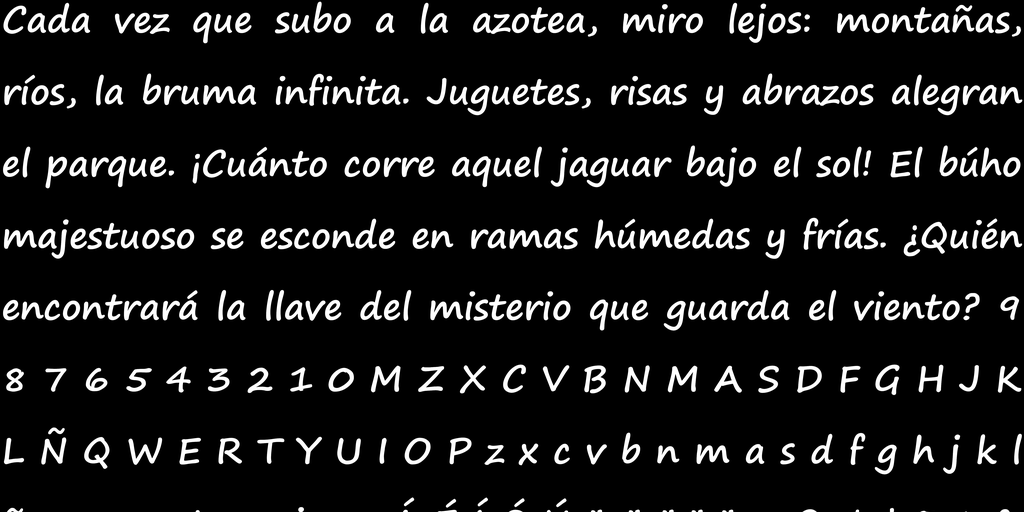 Cada vez que subo a la azotea, miro lejos: montañas,
ríos, la bruma infinita. Juguetes, risas y abrazos alegran
el parque. ¡Cuánto corre aquel jaguar bajo el sol! El búho
majestuoso se esconde en ramas húmedas y frías. ¿Quién
encontrará la llave del misterio que guarda el viento? 9
8 7 6 5 4 3 2 1 0 M Z X C V B N M A S D F G H J K
L Ñ Q W E R T Y U I O P z x c v b n m a s d f g h j k l